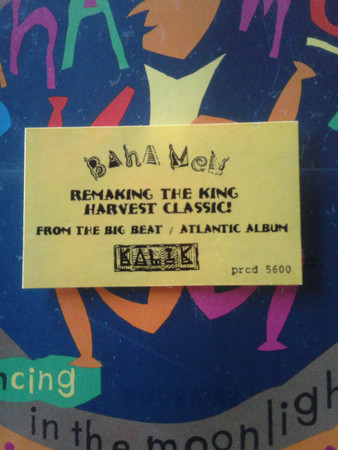 BAHA MEN
REMAKING THE KING
HARVEST CLASSIC!
FROM THE BIG BEAT / ATLANTIC ALBUM
KALIK
prcd 5600
ncing
in the moonligh